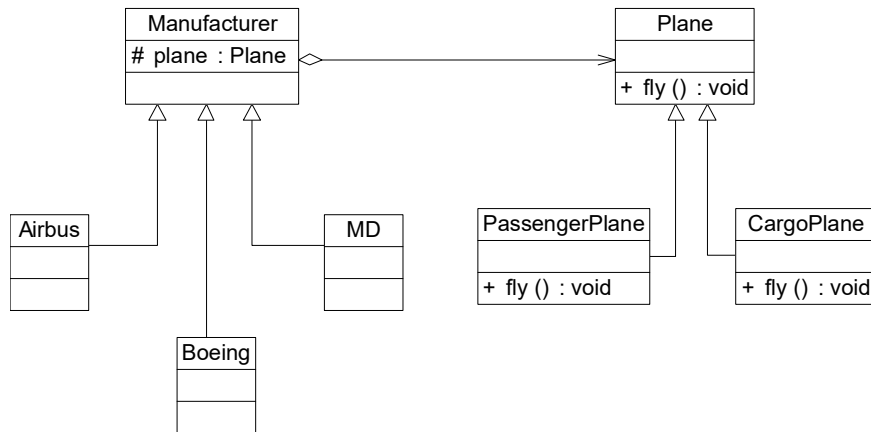 Manufacturer
# plane : Plane
Plane
+ fly () : void
Airbus
MD
PassengerPlane
+ fly () : void
CargoPlane
+ fly () : void
Boeing